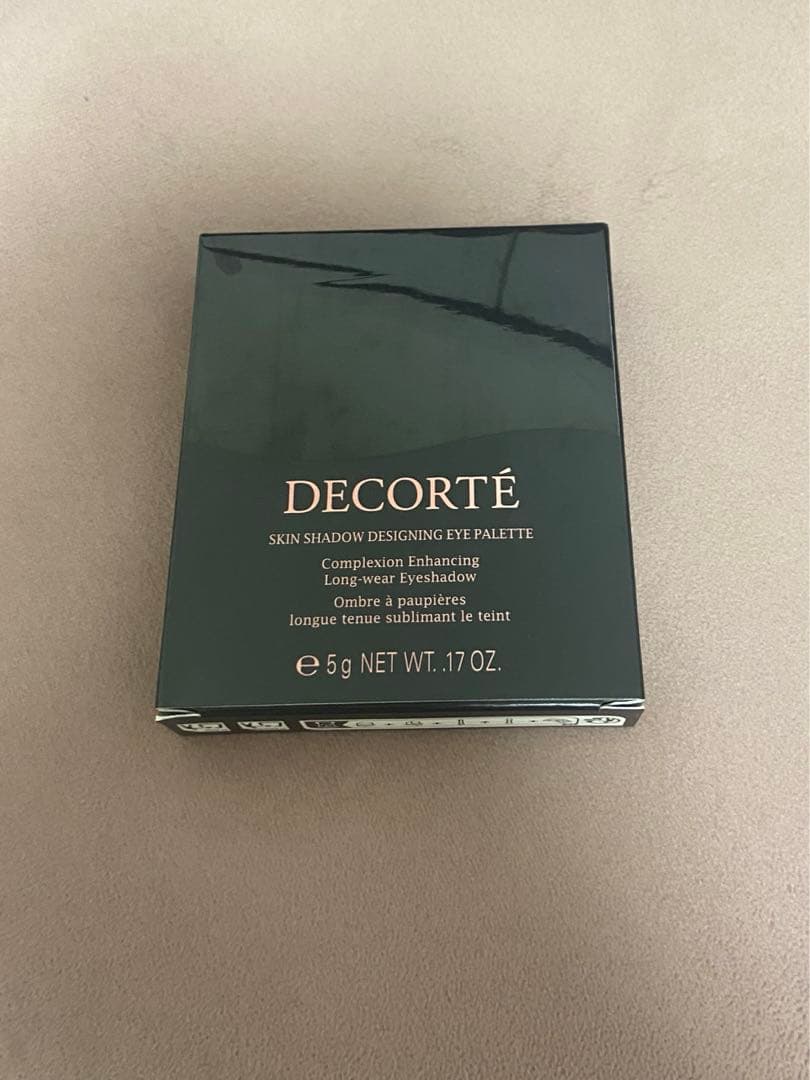 DECORTÉ
SKIN SHADOW DESIGNING EYE PALETTE
Complexion Enhancing
Long-wear Eyeshadow
Ombre à paupières
longue tenue sublimant le teint
℮ 5g NET WT. .17 OZ.